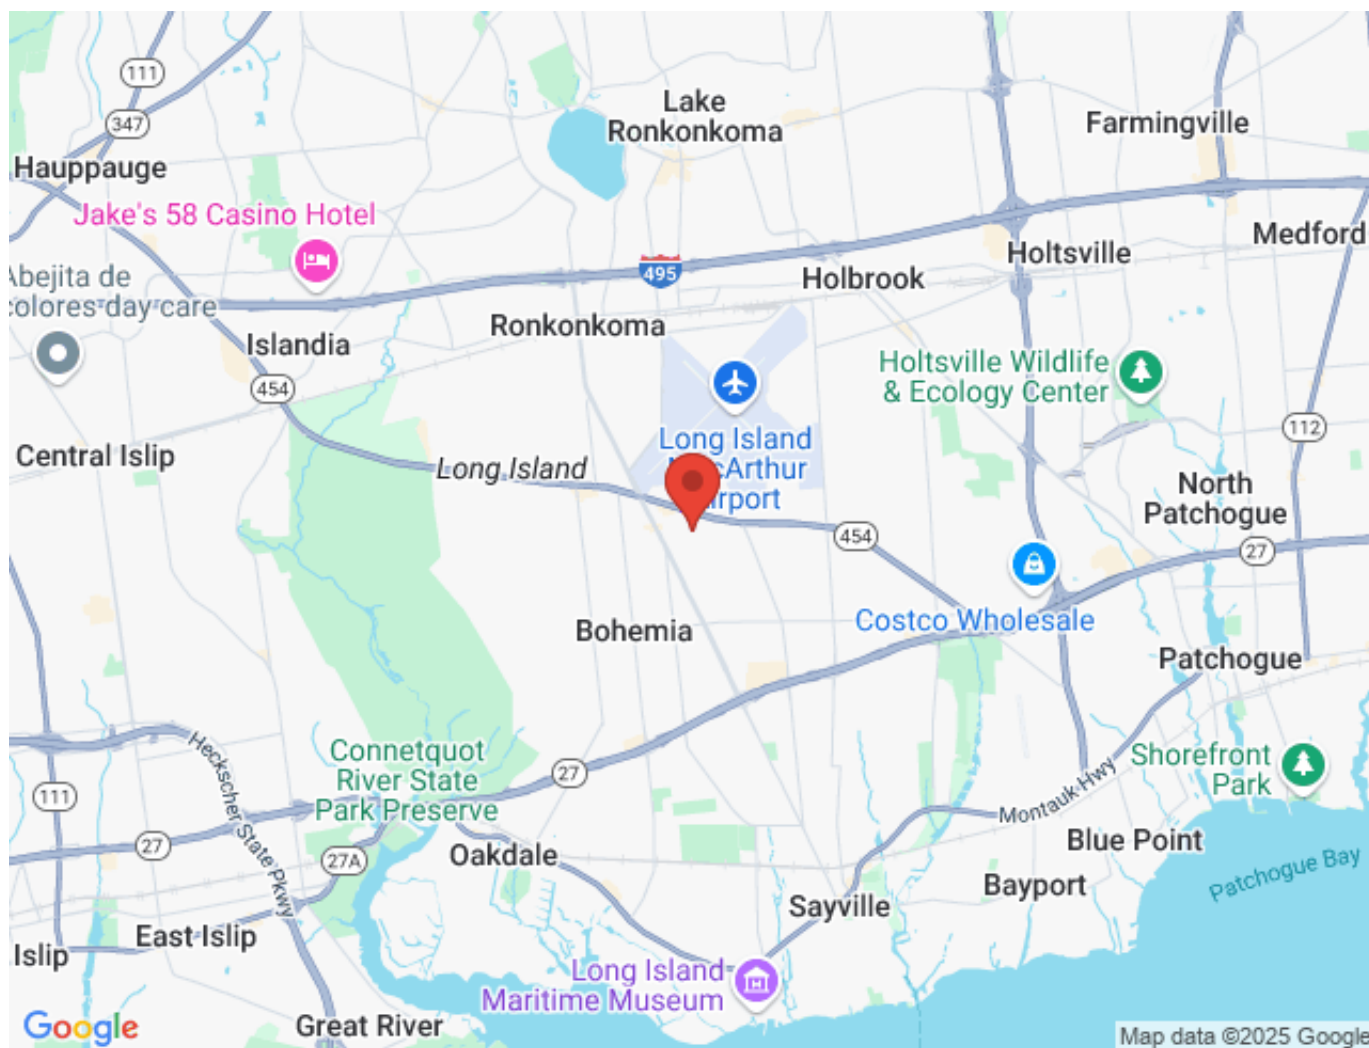 111
Lake
Ronkonkoma
Farmingville
347
Hauppauge
Jake's 58 Casino Hotel
Medford
Holtsville
495
Holbrook
Abejita de
colores day care
Ronkonkoma
Islandia
Holtsville Wildlife
& Ecology Center
454
112
Central Islip
Long Island
Long Island
MacArthur
Airport
North
Patchogue
454
27
Costco Wholesale
Bohemia
Patchogue
Heckscher State Pkwy
Connetquot
River State
Park Preserve
27
Shorefront
Park
111
Montauk Hwy
27
27A
Oakdale
Blue Point
Patchogue Bay
Bayport
Sayville
East Islip
Islip
Long Island
Maritime Museum
Google
Great River
Map data ©2025 Google